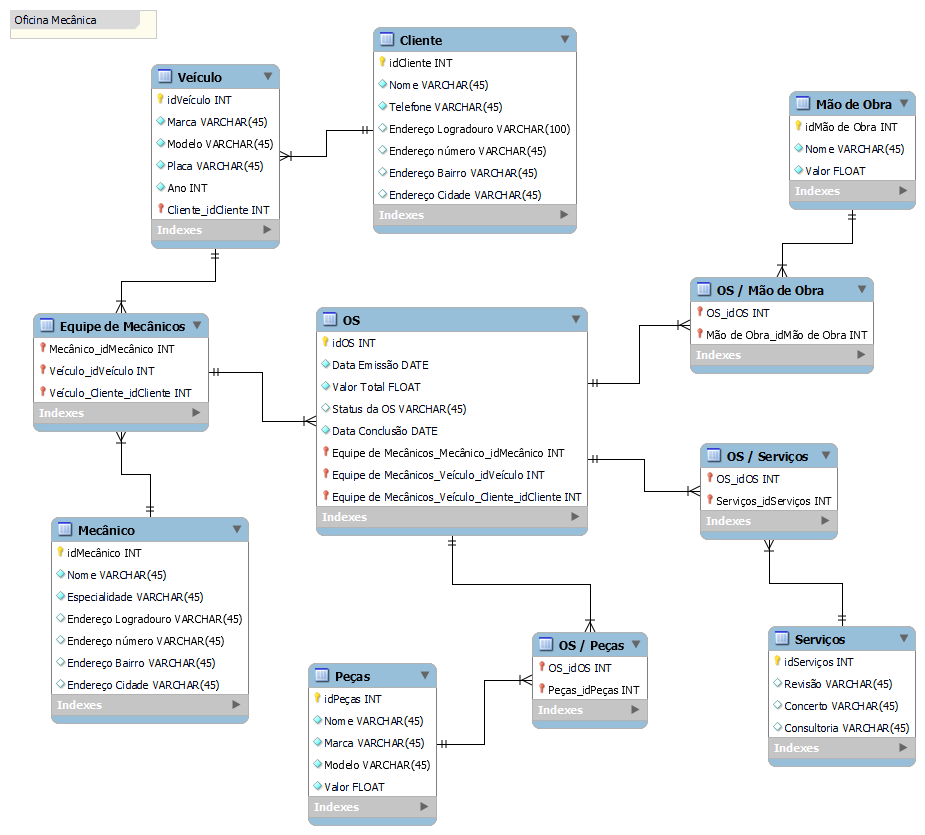 Oficina Mecânica
Cliente
idCliente INT
Nome VARCHAR(45)
Telefone VARCHAR(45)
Endereço Logradouro VARCHAR(100)
Endereço número VARCHAR(45)
Endereço Bairro VARCHAR(45)
Endereço Cidade VARCHAR(45)
Indexes
Veículo
idVeículo INT
Marca VARCHAR(45)
Modelo VARCHAR(45)
Placa VARCHAR(45)
Ano INT
Cliente_idCliente INT
Indexes
Mão de Obra
idMão de Obra INT
Nome VARCHAR(45)
Valor FLOAT
Indexes
OS / Mão de Obra
OS_idOS INT
Mão de Obra_idMão de Obra INT
Indexes
Equipe de Mecânicos
Mecânico_idMecânico INT
Veículo_idVeículo INT
Veículo_Cliente_idCliente INT
Indexes
OS
idOS INT
Data Emissão DATE
Valor Total FLOAT
Status da OS VARCHAR(45)
Data Conclusão DATE
Equipe de Mecânicos_Mecânico_idMecânico INT
Equipe de Mecânicos_Veículo_idVeículo INT
Equipe de Mecânicos_Veículo_Cliente_idCliente INT
Indexes
OS / Serviços
OS_idOS INT
Serviços_idServiços INT
Indexes
Mecânico
idMecânico INT
Nome VARCHAR(45)
Especialidade VARCHAR(45)
Endereço Logradouro VARCHAR(45)
Endereço número VARCHAR(45)
Endereço Bairro VARCHAR(45)
Endereço Cidade VARCHAR(45)
Indexes
OS / Peças
OS_idOS INT
Peças_idPeças INT
Indexes
Serviços
idServiços INT
Revisão VARCHAR(45)
Concerto VARCHAR(45)
Consultoria VARCHAR(45)
Indexes
Peças
idPeças INT
Nome VARCHAR(45)
Marca VARCHAR(45)
Modelo VARCHAR(45)
Valor FLOAT
Indexes